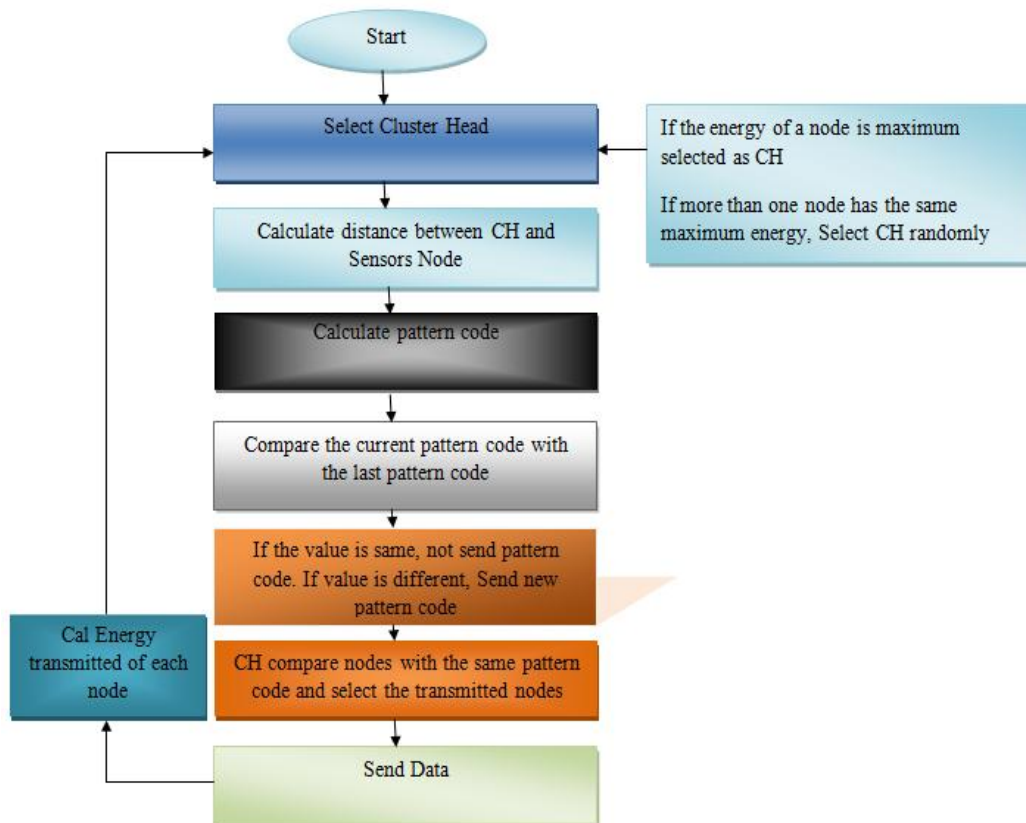 Start
Select Cluster Head
If the energy of a node is maximum
selected as CH
If more than one node has the same
maximum energy, Select CH randomly
Calculate distance between CH and
Sensors Node
Calculate pattern code
Compare the current pattern code with
the last pattern code
If the value is same, not send pattern
code. If value is different, Send new
pattern code
Cal Energy
transmitted of each
node
CH compare nodes with the same pattern
code and select the transmitted nodes
Send Data